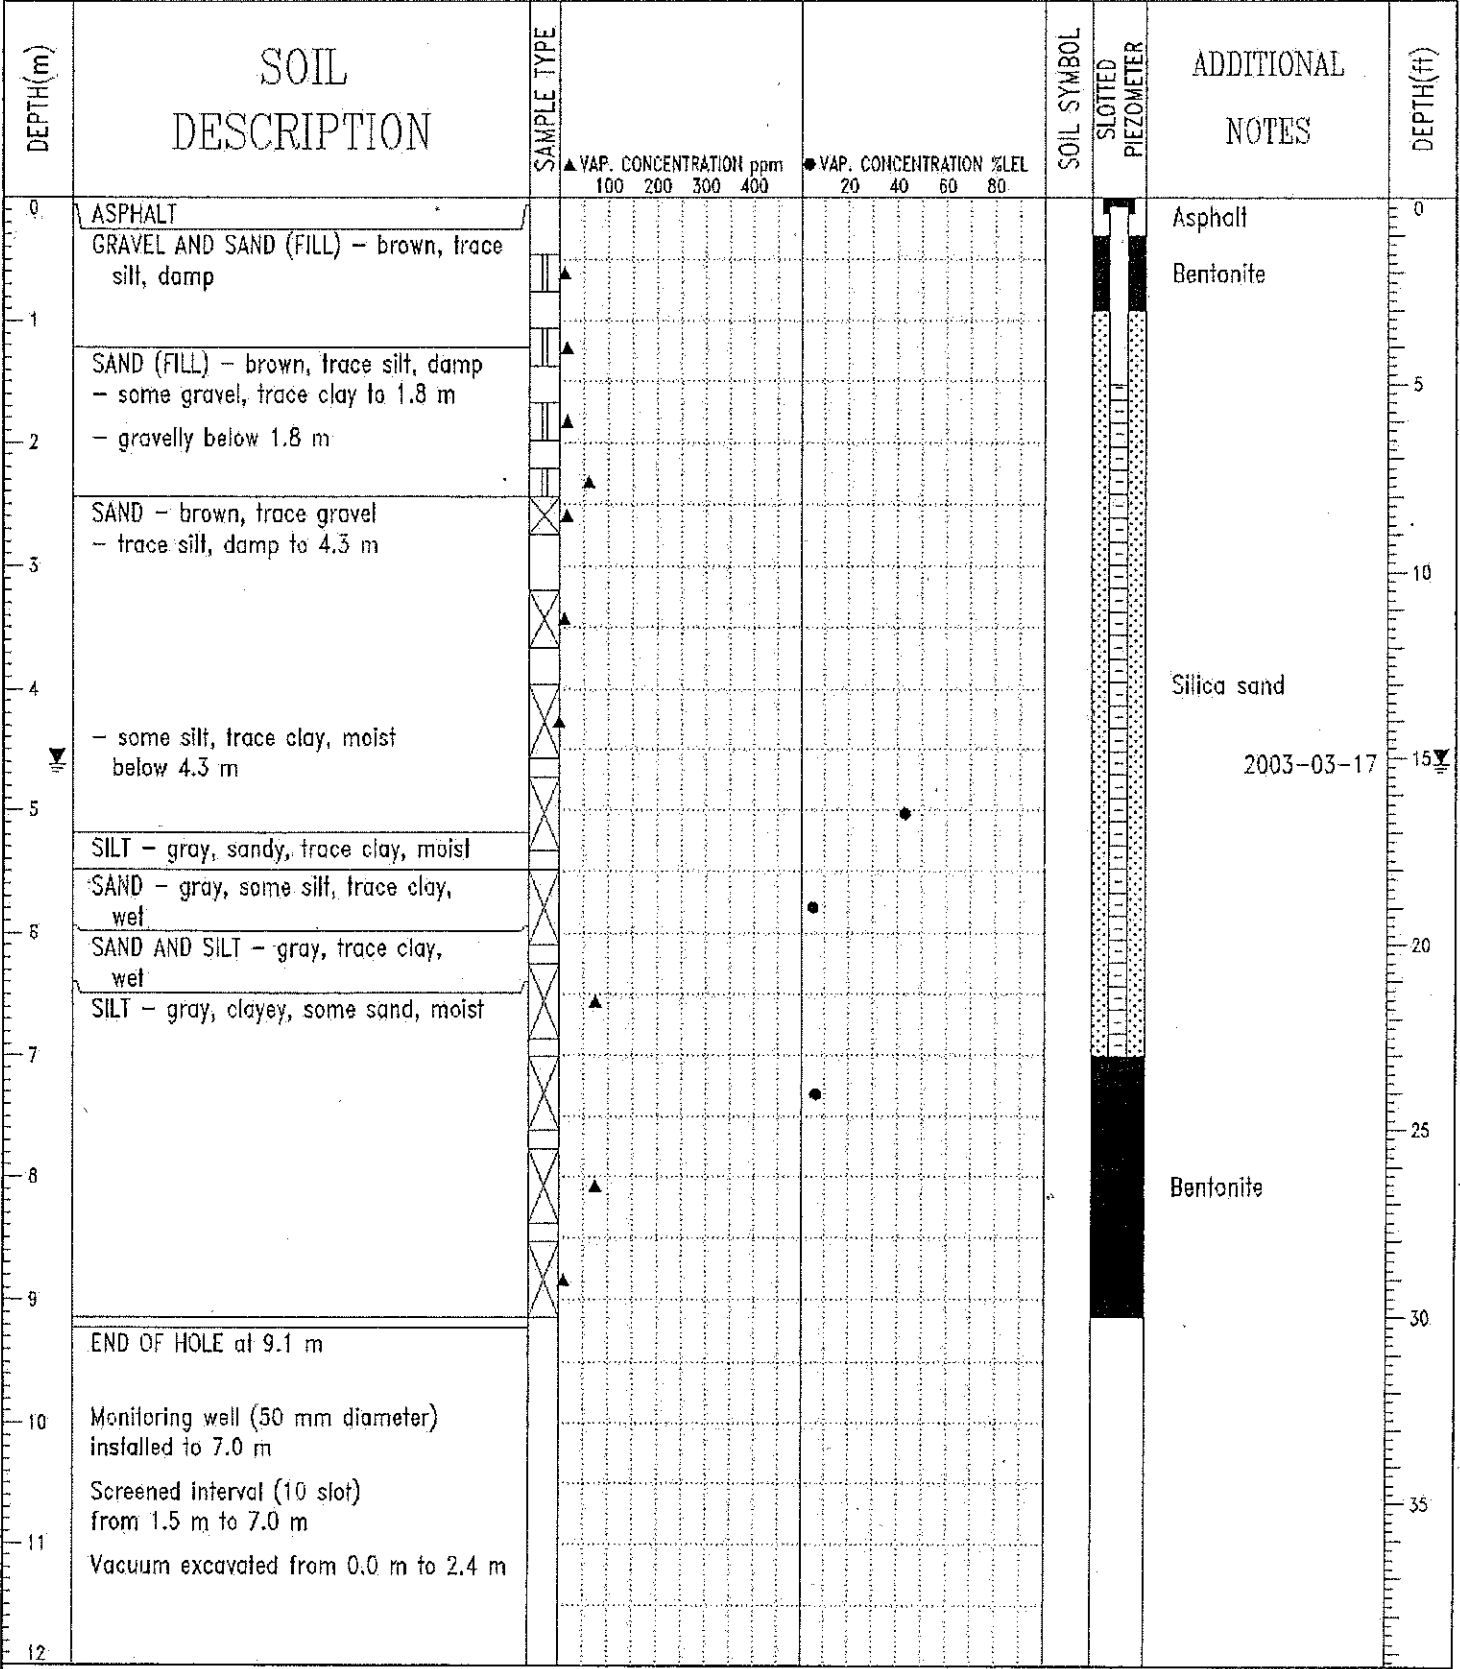 DEPTH(m)
SOIL
DESCRIPTION
SAMPLE TYPE
▲ VAP. CONCENTRATION ppm
100 200 300 400
● VAP. CONCENTRATION %LEL
20 40 60 80
SOIL SYMBOL
SLOTTED
PIEZOMETER
ADDITIONAL
NOTES
DEPTH(ft)
0
ASPHALT
Asphalt
0
GRAVEL AND SAND (FILL) - brown, trace
silt, damp
Bentonite
1
SAND (FILL) - brown, trace silt, damp
- some gravel, trace clay to 1.8 m
5
- gravelly below 1.8 m
2
SAND - brown, trace gravel
- trace silt, damp to 4.3 m
3
10
4
Silica sand
- some silt, trace clay, moist
below 4.3 m
2003-03-17
15
5
SILT - gray, sandy, trace clay, moist
SAND - gray, some silt, trace clay,
wet
6
SAND AND SILT - gray, trace clay,
wet
20
SILT - gray, clayey, some sand, moist
7
25
8
Bentonite
9
30
END OF HOLE at 9.1 m
10
Monitoring well (50 mm diameter)
installed to 7.0 m
Screened interval (10 slot)
from 1.5 m to 7.0 m
35
11
Vacuum excavated from 0.0 m to 2.4 m
12